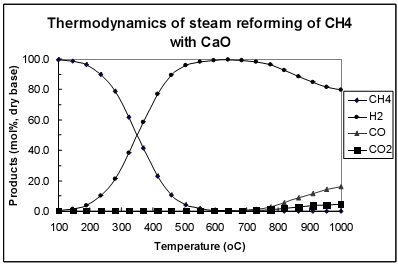 Thermodynamics of steam reforming of CH4
with CaO
Products (mol%, dry base)
100.0
80.0
60.0
40.0
20.0
0.0
100 200 300 400 500 600 700 800 900 1000
Temperature (oC)
CH4
H2
CO
CO2